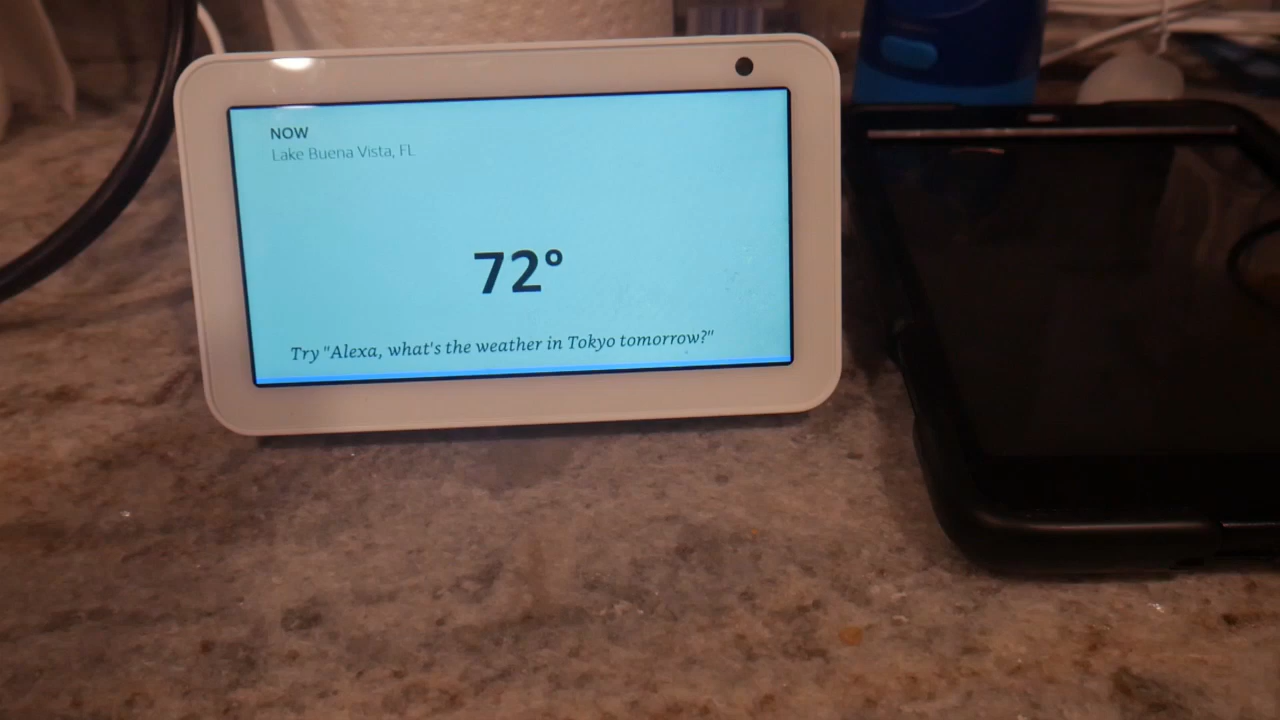 NOW
Lake Buena Vista, FL
72°
Try "Alexa, what's the weather in Tokyo tomorrow?"